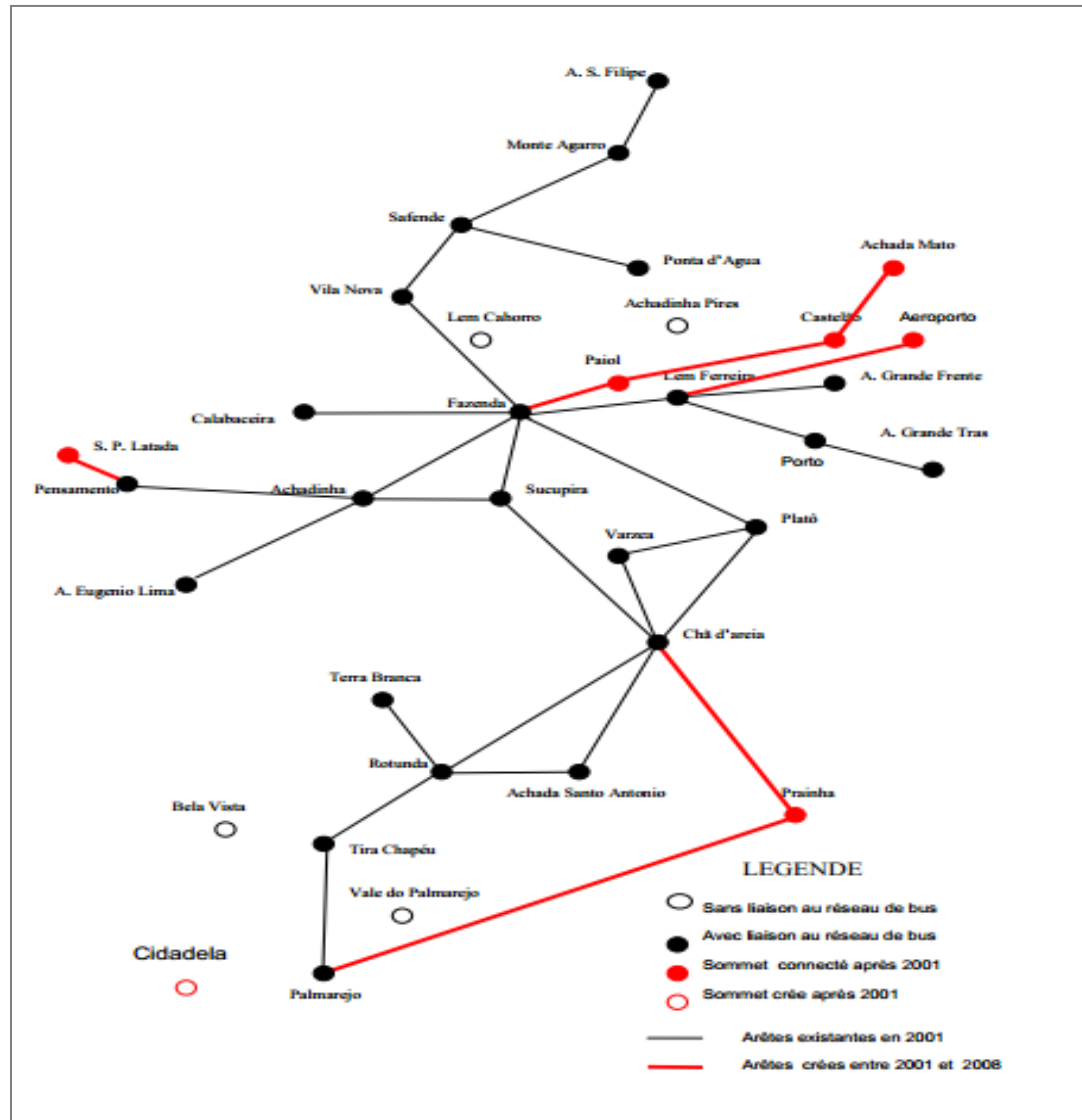 A. S. Filipe
Monte Agarro
Safende
Achada Mato
Ponta d'Agua
Vila Nova
Achadinha Pires
Lem Cahorro
Castelão
Aeroporto
Paiol
Lem Ferreira
A. Grande Frente
Fazenda
Calabaceira
S. P. Latada
A. Grande Tras
Porto
Pensamento
Achadinha
Sucupira
Platô
Varzea
A. Eugenio Lima
Chã d'areia
Terra Branca
Rotunda
Achada Santo Antonio
Prainha
Bela Vista
Tira Chapéu
LEGENDE
Vale do Palmarejo
Sans liaison au réseau de bus
Avec liaison au réseau de bus
Cidadela
Sommet connecté après 2001
Palmarejo
Sommet crée après 2001
Arêtes existantes en 2001
Arêtes crées entre 2001 et 2008